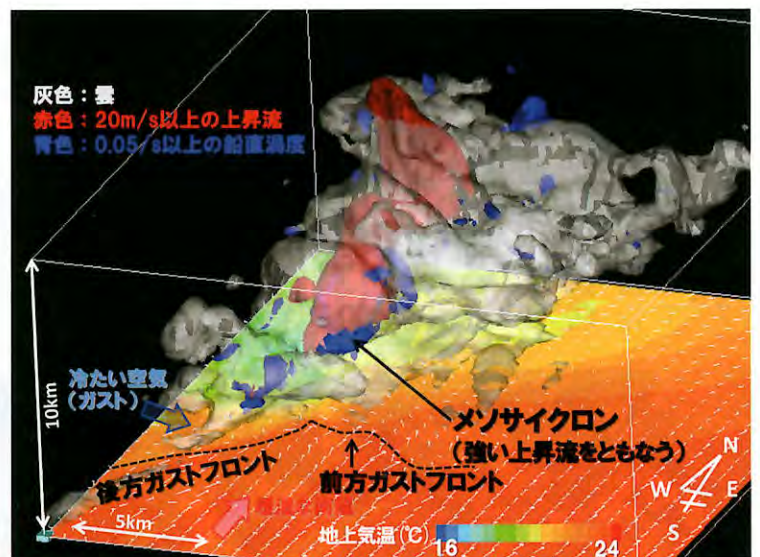 灰色：雲
赤色：20m/s以上の上昇流
青色：0.05/s以上の鉛直渦度
10km
冷たい空気
（ガスト）
メソサイクロン
（強い上昇流をともなう）
後方ガストフロント
前方ガストフロント
5km
N
W
E
S
地上気温(℃)
16
24